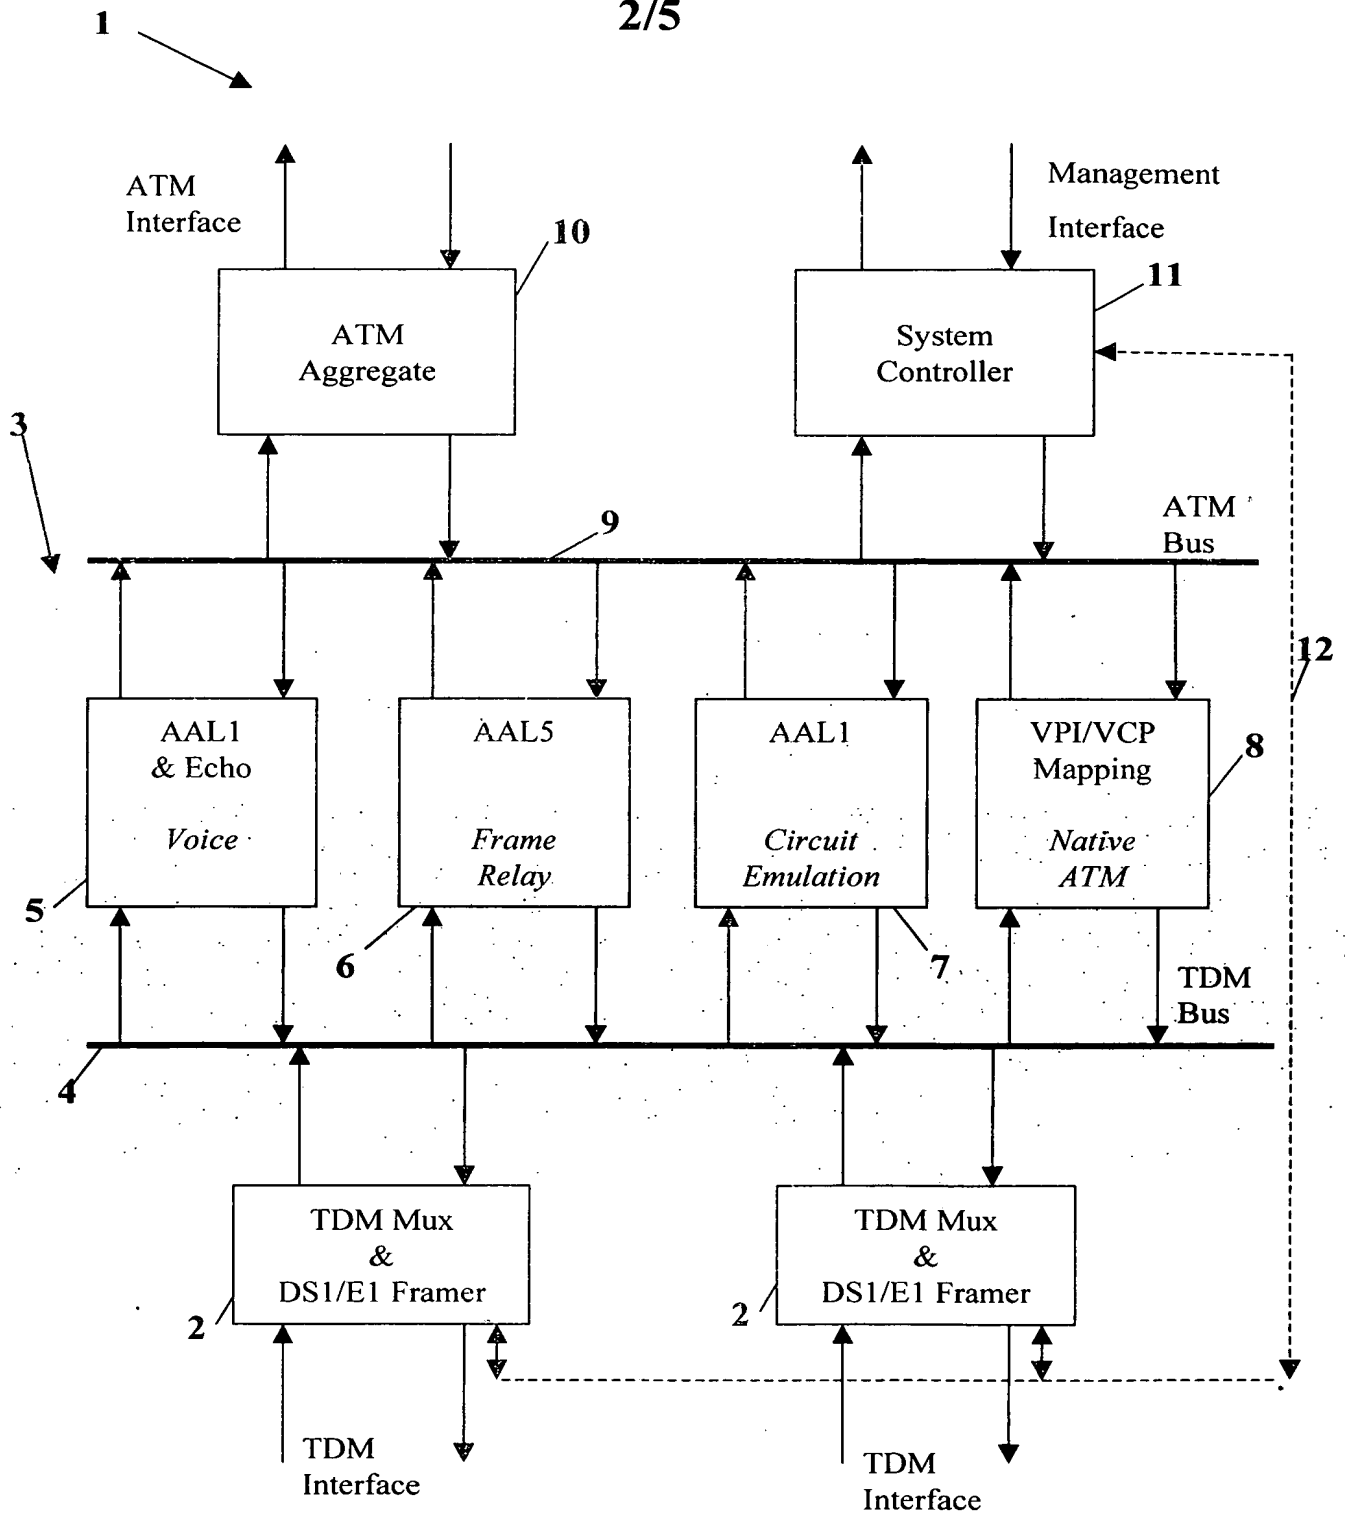 2/5
1
ATM
Interface
Management
Interface
10
11
ATM
Aggregate
System
Controller
3
9
ATM
Bus
12
AAL1
& Echo
Voice
AAL5
Frame
Relay
AAL1
Circuit
Emulation
VPI/VCP
Mapping
Native
ATM
8
5
6
7
TDM
Bus
4
TDM Mux
&
DS1/E1 Framer
TDM Mux
&
DS1/E1 Framer
2
2
TDM
Interface
TDM
Interface